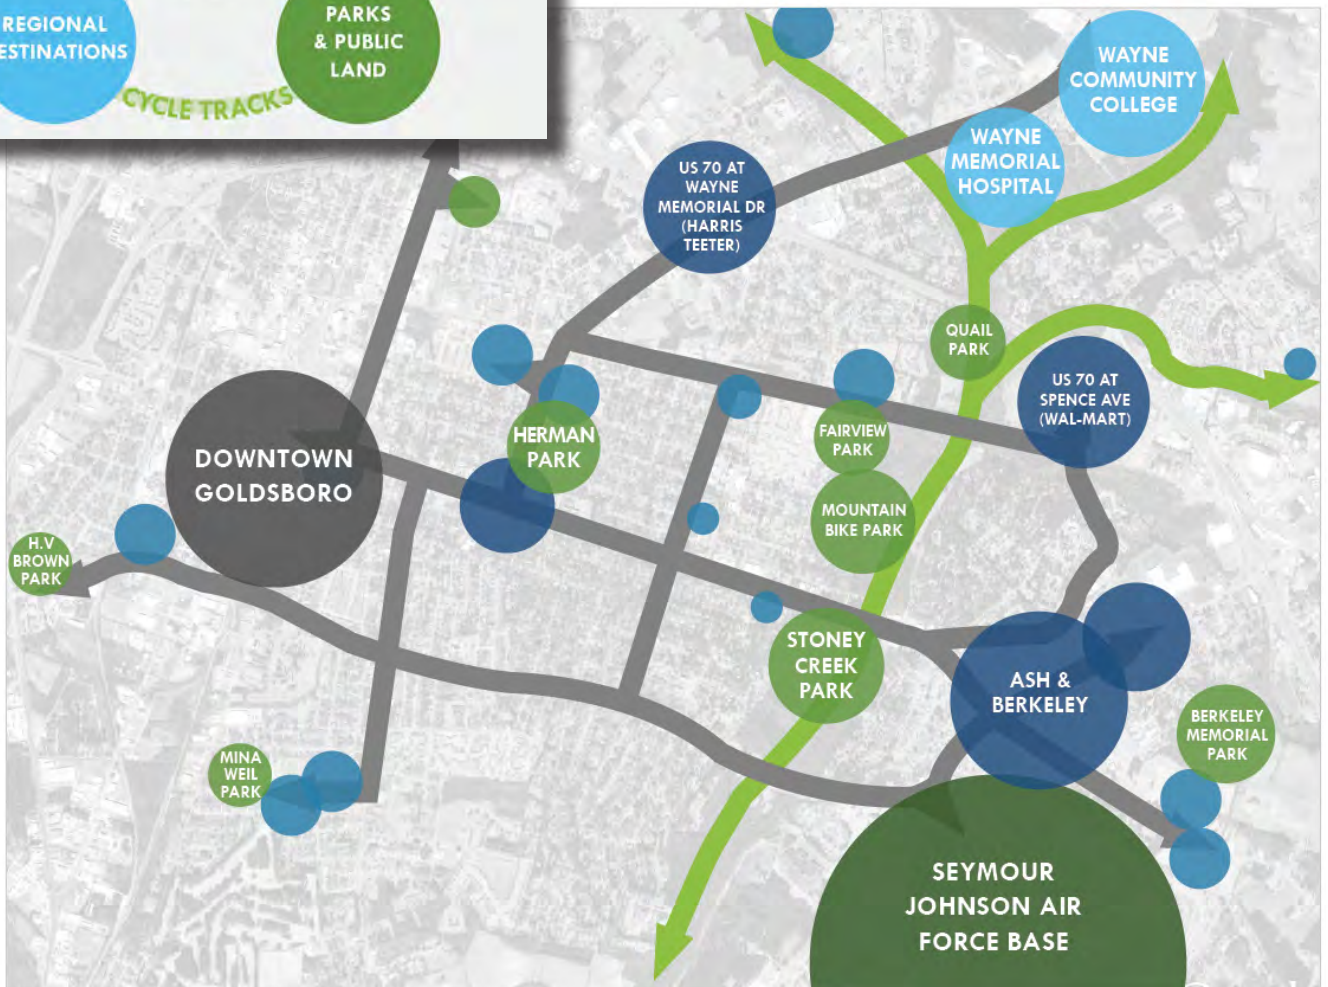 REGIONAL
ESTINATIONS
PARKS
& PUBLIC
LAND
CYCLE TRACKS
WAYNE
COMMUNITY
COLLEGE
WAYNE
MEMORIAL
HOSPITAL
US 70 AT
WAYNE
MEMORIAL DR
(HARRIS
TEETER)
QUAIL
PARK
US 70 AT
SPENCE AVE
(WAL-MART)
HERMAN
PARK
FAIRVIEW
PARK
DOWNTOWN
GOLDSBORO
MOUNTAIN
BIKE PARK
H.V
BROWN
PARK
STONEY
CREEK
PARK
ASH &
BERKELEY
BERKELEY
MEMORIAL
PARK
MINA
WEIL
PARK
SEYMOUR
JOHNSON AIR
FORCE BASE